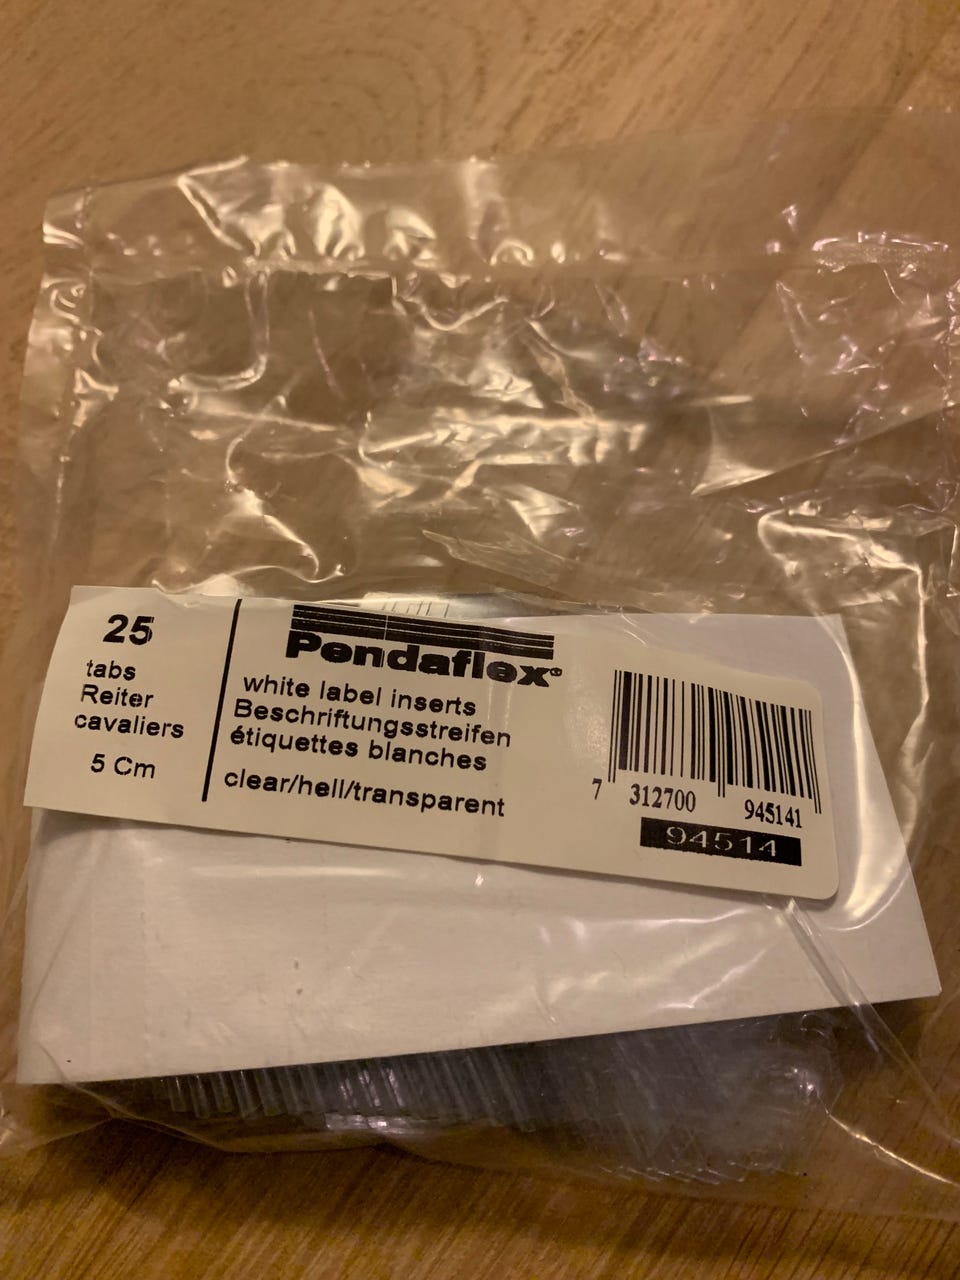 25
tabs
Reiter
cavaliers
5 Cm
Pendaflex®
white label inserts
Beschriftungsstreifen
étiquettes blanches
clear/hell/transparent
7 312700 945141
94514